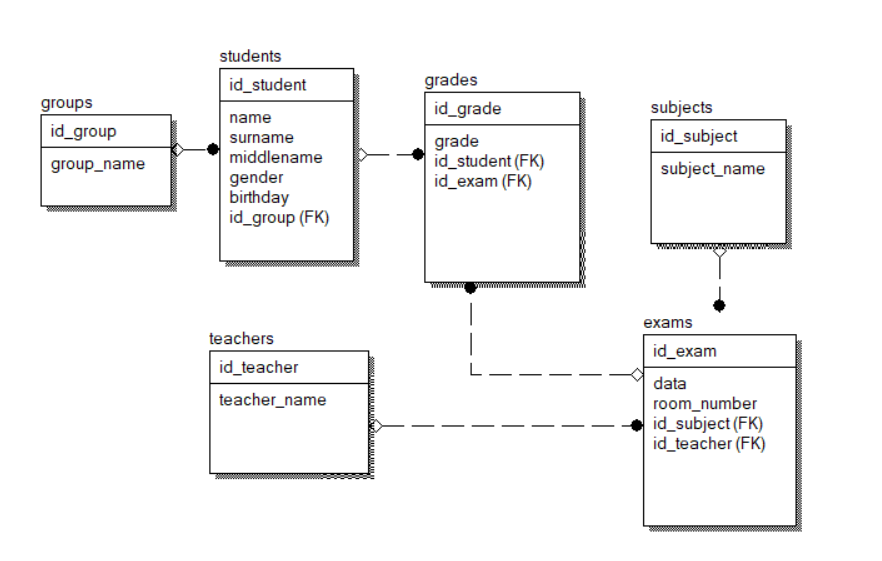 groups
id_group
group_name
students
id_student
name
surname
middlename
gender
birthday
id_group (FK)
grades
id_grade
grade
id_student (FK)
id_exam (FK)
subjects
id_subject
subject_name
teachers
id_teacher
teacher_name
exams
id_exam
data
room_number
id_subject (FK)
id_teacher (FK)